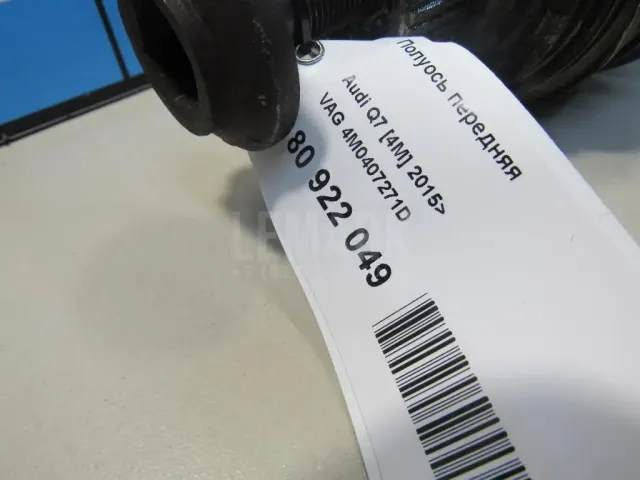 Полуось передняя
Audi Q7 [4M] 2015>
VAG 4M0407271D
80 922 049